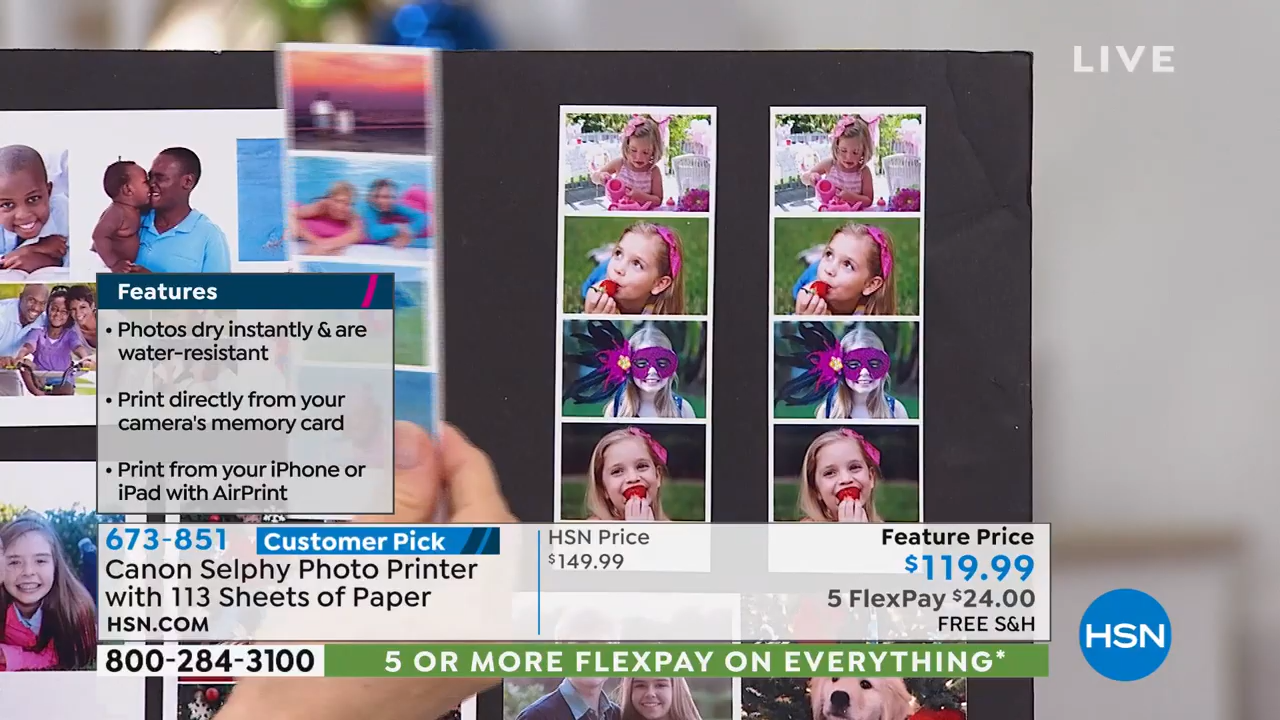 LIVE
Features
• Photos dry instantly & are
water-resistant
• Print directly from your
camera's memory card
• Print from your iPhone or
iPad with AirPrint
673-851 Customer Pick
Canon Selphy Photo Printer
with 113 Sheets of Paper
HSN.COM
HSN Price
$149.99
Feature Price
$119.99
5 FlexPay $24.00
FREE S&H
HSN
800-284-3100
5 OR MORE FLEXPAY ON EVERYTHING*